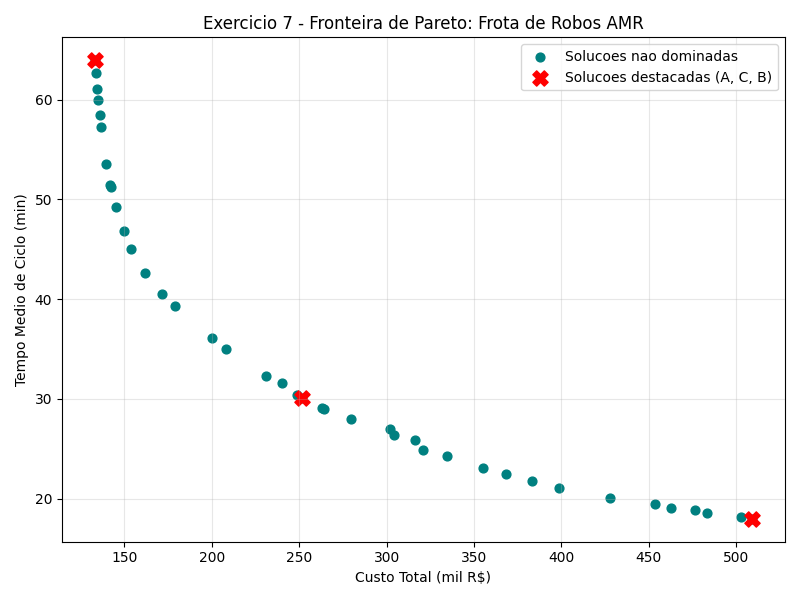 Exercicio 7 - Fronteira de Pareto: Frota de Robos AMR
Solucoes nao dominadas
Solucoes destacadas (A, C, B)
Tempo Medio de Ciclo (min)
60
50
40
30
20
150 200 250 300 350 400 450 500
Custo Total (mil R$)